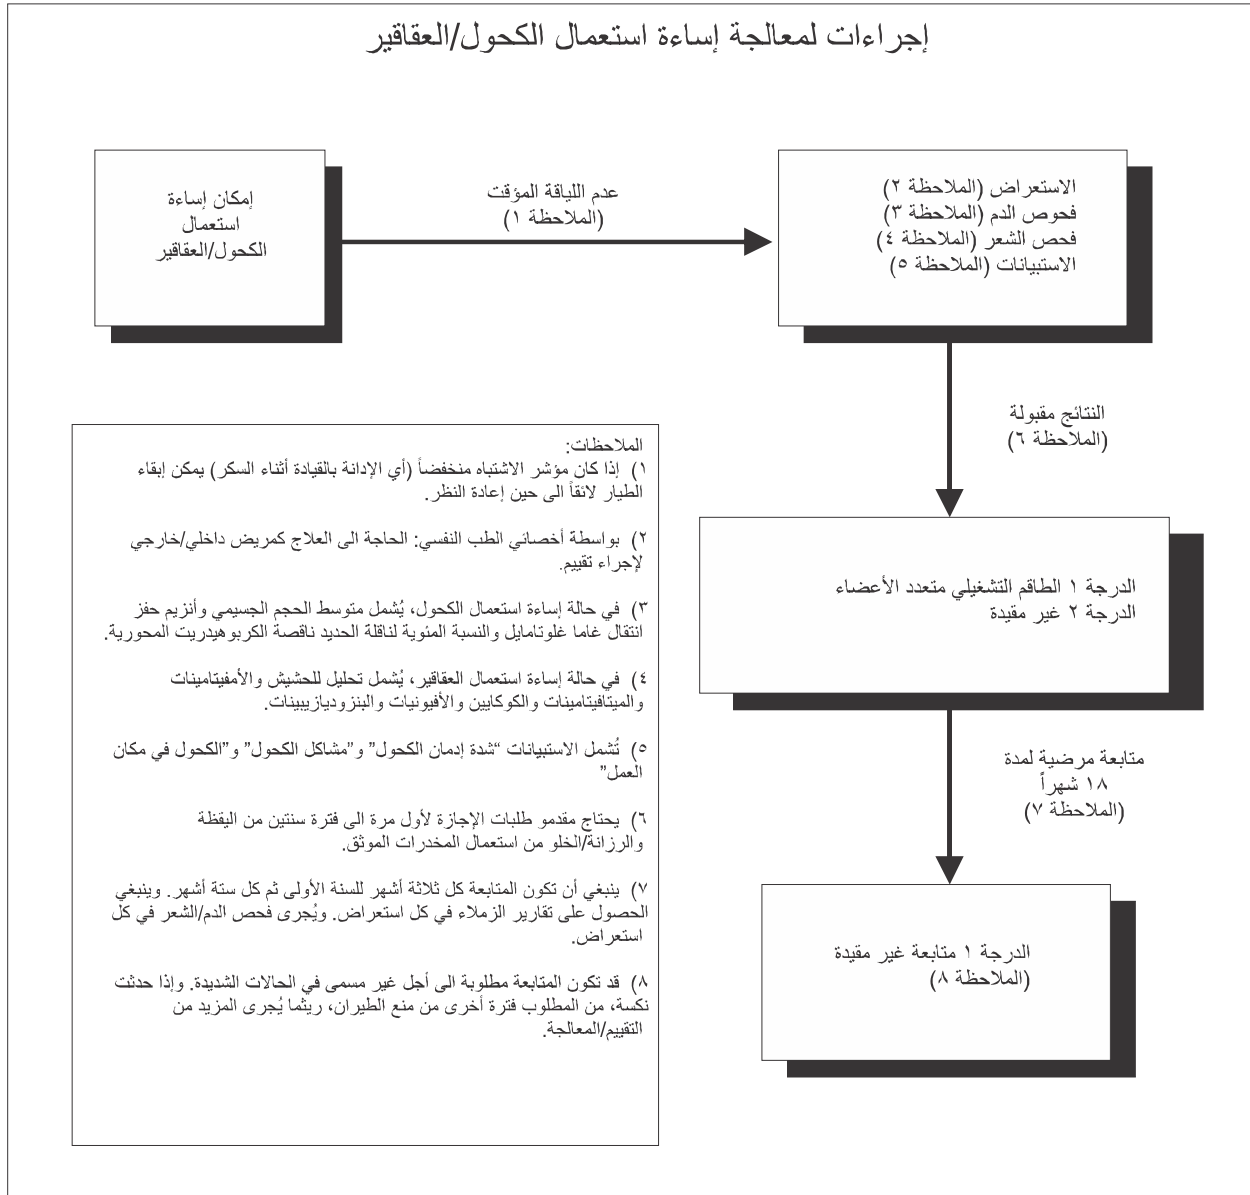 إجراءات لمعالجة إساءة استعمال الكحول/العقاقير
إمكان إساءة
استعمال
الكحول/العقاقير
عدم اللياقة المؤقت
(الملاحظة ١)
الاستعراض (الملاحظة ٢)
فحوص الدم (الملاحظة ٣)
فحص الشعر (الملاحظة ٤)
الاستبيانات (الملاحظة ٥)
النتائج مقبولة
(الملاحظة ٦)
الدرجة ١ الطاقم التشغيلي متعدد الأعضاء
الدرجة ٢ غير مقيدة
متابعة مرضية لمدة
١٨ شهراً
(الملاحظة ٧)
الدرجة ١ متابعة غير مقيدة
(الملاحظة ٨)
الملاحظات:
١) إذا كان مؤشر الاشتباه منخفضاً (أي الإدانة بالقيادة أثناء السكر) يمكن إبقاء
الطيار لائقاً الى حين إعادة النظر.
٢) بواسطة أخصائي الطب النفسي: الحاجة الى العلاج كمريض داخلي/خارجي
لإجراء تقييم.
٣) في حالة إساءة استعمال الكحول، يُشمل متوسط الحجم الجسيمي وأنزيم حفز
انتقال غاما غلوتامايل والنسبة المئوية لناقلة الحديد ناقصة الكربوهيدريت المحورية.
٤) في حالة إساءة استعمال العقاقير، يُشمل تحليل للحشيش والأمفيتامينات
والميتافيتامينات والكوكايين والأفيونيات والبنزوديازيبينات.
٥) تُشمل الاستبيانات “شدة إدمان الكحول” و”مشاكل الكحول” و”الكحول في مكان
العمل”
٦) يحتاج مقدمو طلبات الإجازة لأول مرة الى فترة سنتين من اليقظة
والرزانة/الخلو من استعمال المخدرات الموثق.
٧) ينبغي أن تكون المتابعة كل ثلاثة أشهر للسنة الأولى ثم كل ستة أشهر. وينبغي
الحصول على تقارير الزملاء في كل استعراض. ويُجرى فحص الدم/الشعر في كل
استعراض.
٨) قد تكون المتابعة مطلوبة الى أجل غير مسمى في الحالات الشديدة. وإذا حدثت
نكسة، من المطلوب فترة أخرى من منع الطيران، ريثما يُجرى المزيد من
التقييم/المعالجة.